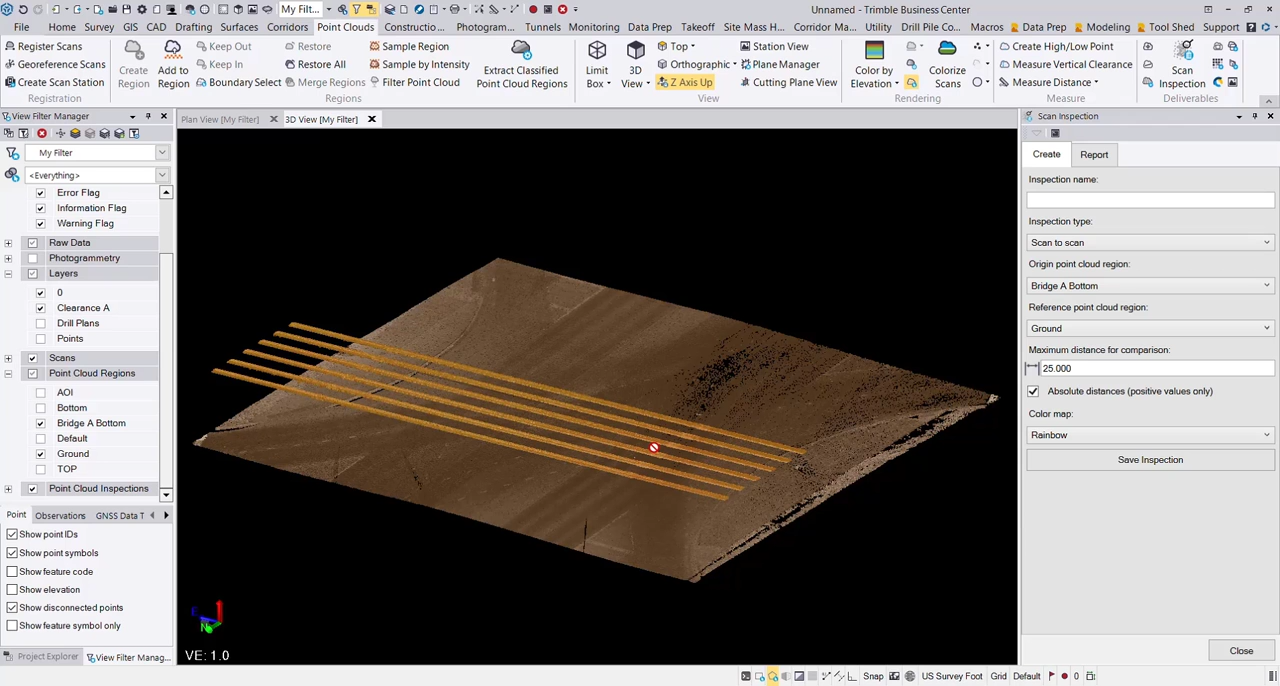 My Filt...
Unnamed - Trimble Business Center
File Home Survey GIS CAD Drafting Surfaces Corridors Point Clouds Constructio... Photogram... Tunnels Monitoring Data Prep Takeoff Site Mass H... Corridor Ma... Utility Drill Pile Co... Macros Data Prep Modeling Tool Shed Support
Register Scans
Georeference Scans
Create Scan Station
Registration
Create Region
Add to Region
Keep Out
Keep In
Boundary Select
Restore
Restore All
Merge Regions
Sample Region
Sample by Intensity
Filter Point Cloud
Regions
Extract Classified Point Cloud Regions
Limit Box
3D View
Top
Orthographic
Z Axis Up
Station View
Plane Manager
Cutting Plane View
View
Color by Elevation
Colorize Scans
Rendering
Create High/Low Point
Measure Vertical Clearance
Measure Distance
Measure
Scan Inspection
Deliverables
View Filter Manager
My Filter
<Everything>
Error Flag
Information Flag
Warning Flag
Raw Data
Photogrammetry
Layers
0
Clearance A
Drill Plans
Points
Scans
Point Cloud Regions
AOI
Bottom
Bridge A Bottom
Default
Ground
TOP
Point Cloud Inspections
Point Observations GNSS Data T
Show point IDs
Show point symbols
Show feature code
Show elevation
Show disconnected points
Show feature symbol only
Project Explorer View Filter Manag...
Plan View [My Filter] 3D View [My Filter]
N
VE: 1.0
Scan Inspection
Create Report
Inspection name:
Inspection type:
Scan to scan
Origin point cloud region:
Bridge A Bottom
Reference point cloud region:
Ground
Maximum distance for comparison:
25.000
Absolute distances (positive values only)
Color map:
Rainbow
Save Inspection
Close
Snap US Survey Foot Grid Default 0